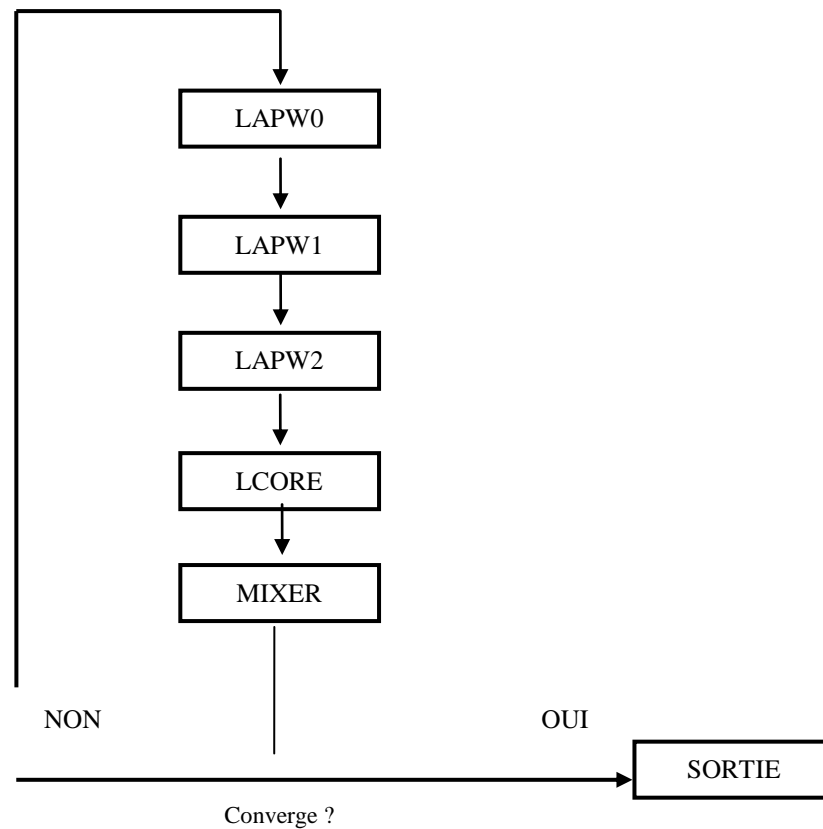 LAPW0
LAPW1
LAPW2
LCORE
MIXER
NON
OUI
SORTIE
Converge ?